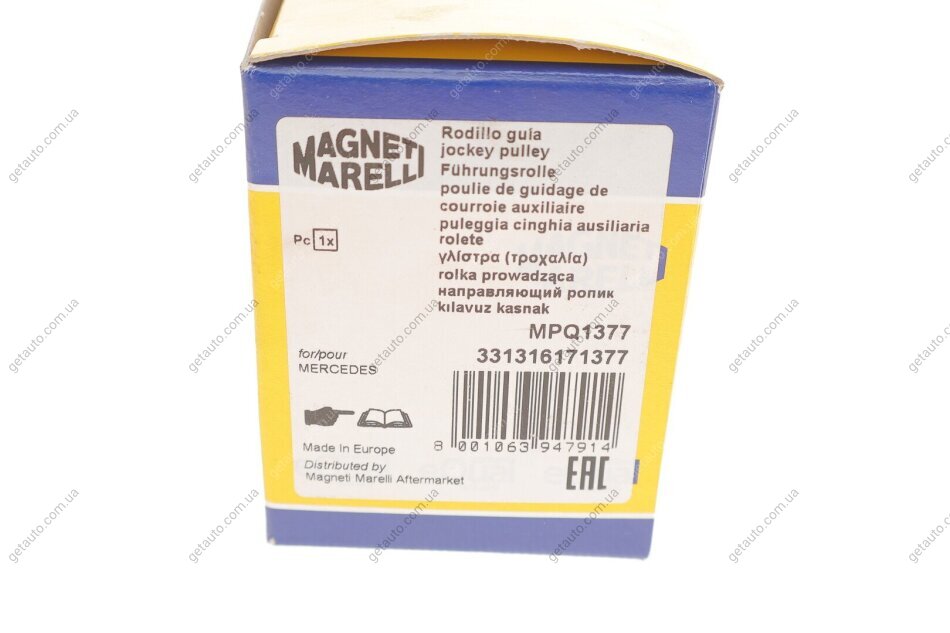 MAGNETI
MARELLI
Rodillo guía
jockey pulley
Führungsrolle
poulie de guidage de
courroie auxiliaire
puleggia cinghia ausiliaria
rolete
γλίστρα (τροχαλία)
rolka prowadząca
направляющий ропик
kılavuz kasnak
Pc 1x
MPQ1377
331316171377
for/pour
MERCEDES
8 001063 947914
Made in Europe
Distributed by
Magneti Marelli Aftermarket
EAC
getauto.com.ua